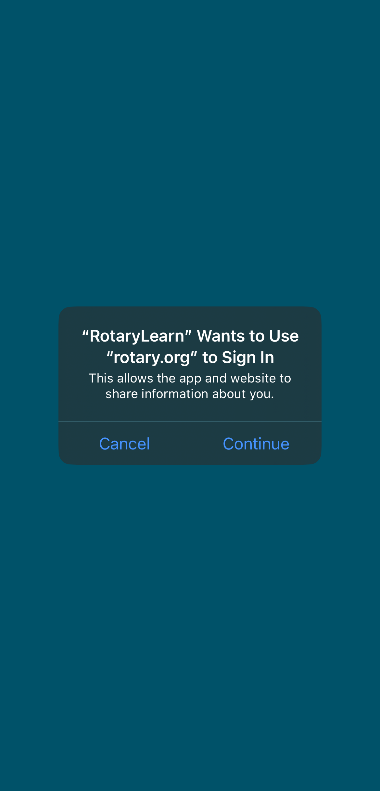 “RotaryLearn” Wants to Use
“rotary.org” to Sign In
This allows the app and website to
share information about you.
Cancel
Continue